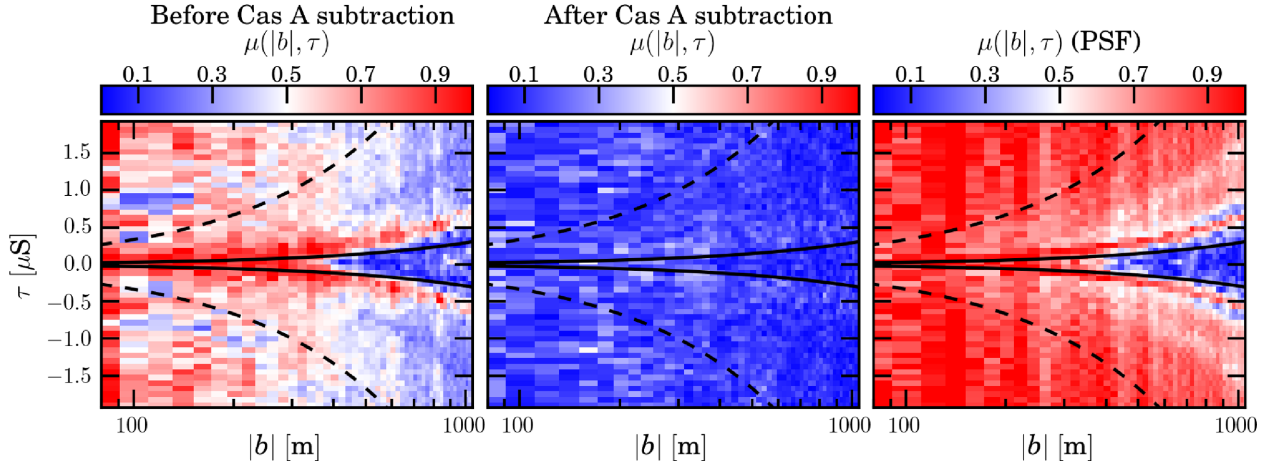 Before Cas A subtraction
μ(|b|, τ)
0.1 0.3 0.5 0.7 0.9
After Cas A subtraction
μ(|b|, τ)
0.1 0.3 0.5 0.7 0.9
μ(|b|, τ) (PSF)
0.1 0.3 0.5 0.7 0.9
τ [μS]
1.5
1.0
0.5
0.0
−0.5
−1.0
−1.5
100 1000
|b| [m]
100 1000
|b| [m]
100 1000
|b| [m]